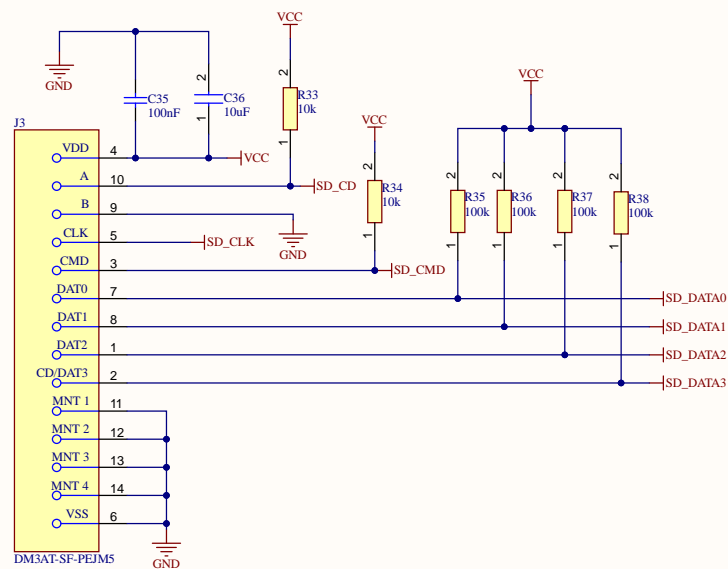 VCC
VCC
2
C35
100nF
2
C36
10uF
1
2
R33
10k
1
GND
VCC
J3
VDD
4
VCC
A
10
SD_CD
2
R34
10k
1
2
R35
100k
1
2
R36
100k
1
2
R37
100k
1
2
R38
100k
1
B
9
GND
CLK
5
SD_CLK
CMD
3
SD_CMD
DAT0
7
SD_DATA0
DAT1
8
SD_DATA1
DAT2
1
SD_DATA2
CD/DAT3
2
SD_DATA3
MNT 1
11
MNT 2
12
MNT 3
13
MNT 4
14
VSS
6
GND
DM3AT-SF-PEJM5